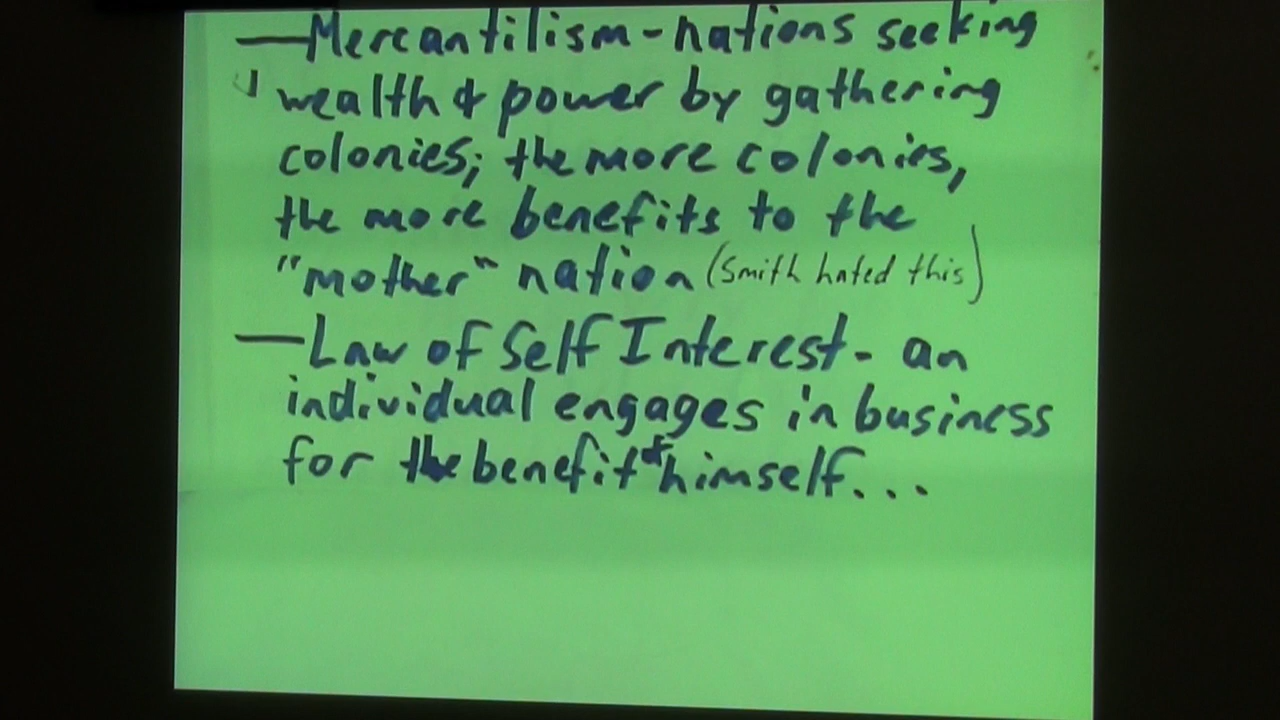 —Mercantilism - nations seeking
wealth & power by gathering
colonies; the more colonies,
the more benefits to the
"mother" nation (Smith hated this)
—Law of Self Interest - an
individual engages in business
for the benefit of himself...